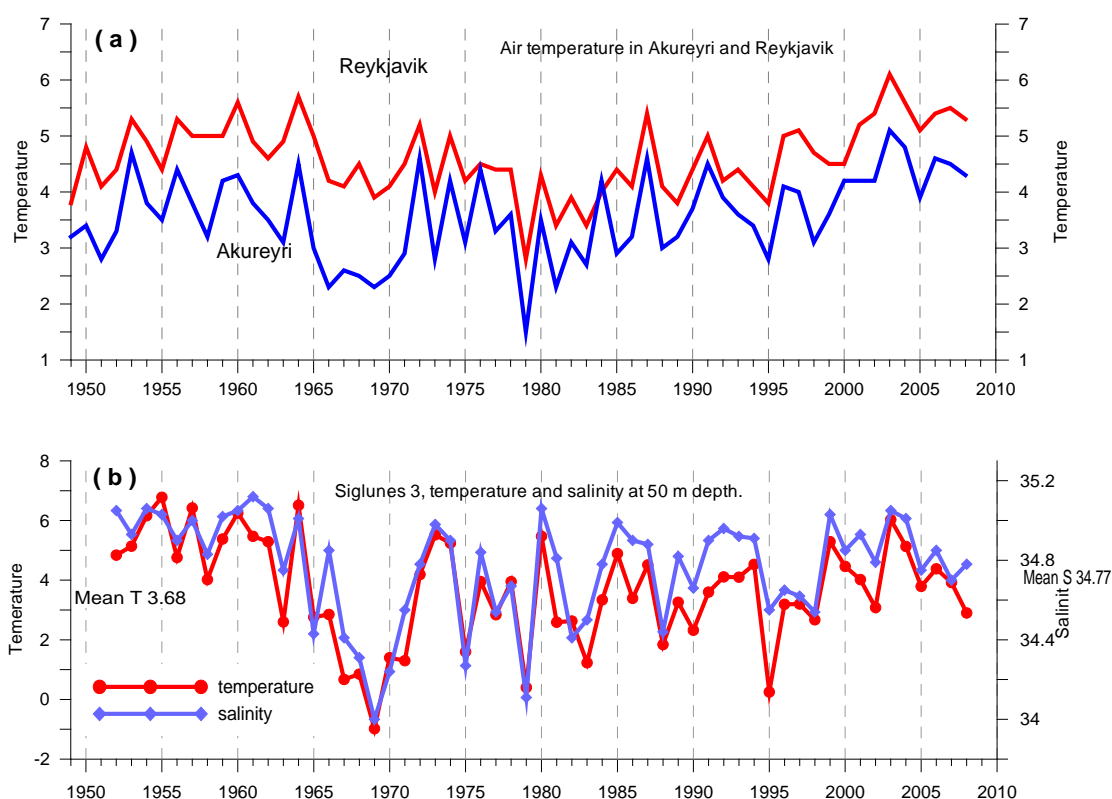 ( a )
Air temperature in Akureyri and Reykjavik
Reykjavik
Akureyri
Temperature
Temperature
7
6
5
4
3
2
1
7
6
5
4
3
2
1
1950 1955 1960 1965 1970 1975 1980 1985 1990 1995 2000 2005 2010
( b )
Siglunes 3, temperature and salinity at 50 m depth.
Mean T 3.68
Mean S 34.77
Temerature
Salinit
8
6
4
2
0
-2
35.2
34.8
34.4
34
temperature
salinity
1950 1955 1960 1965 1970 1975 1980 1985 1990 1995 2000 2005 2010